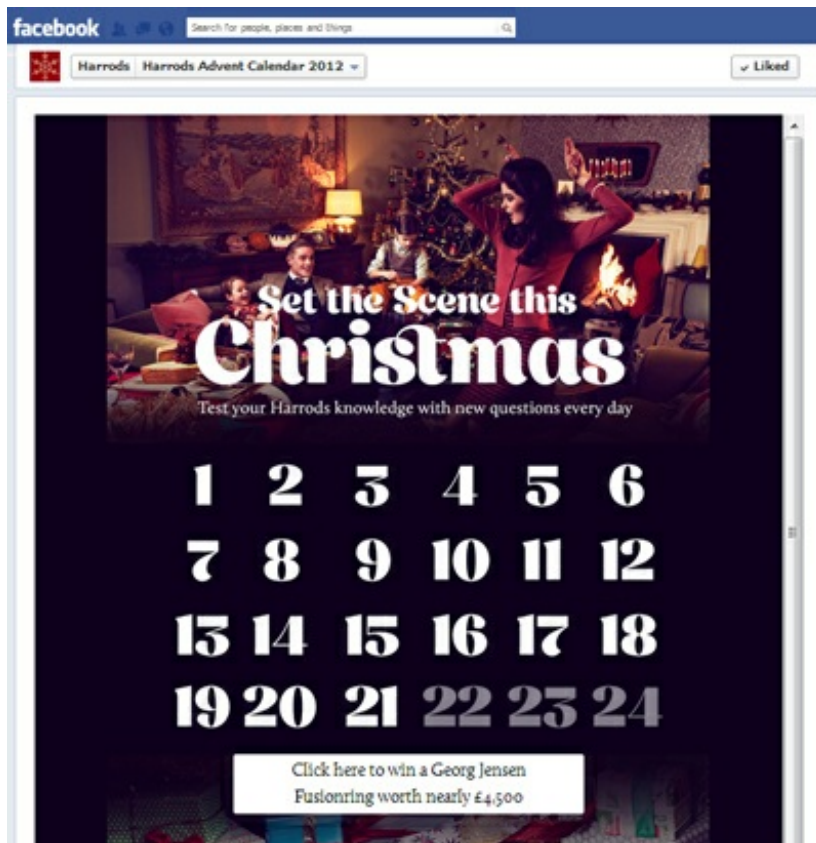 facebook Search for people, places and things
Harrods Harrods Advent Calendar 2012 Liked
Set the Scene this
Christmas
Test your Harrods knowledge with new questions every day
1 2 3 4 5 6
7 8 9 10 11 12
13 14 15 16 17 18
19 20 21 22 23 24
Click here to win a Georg Jensen
Fusionring worth nearly £4,500